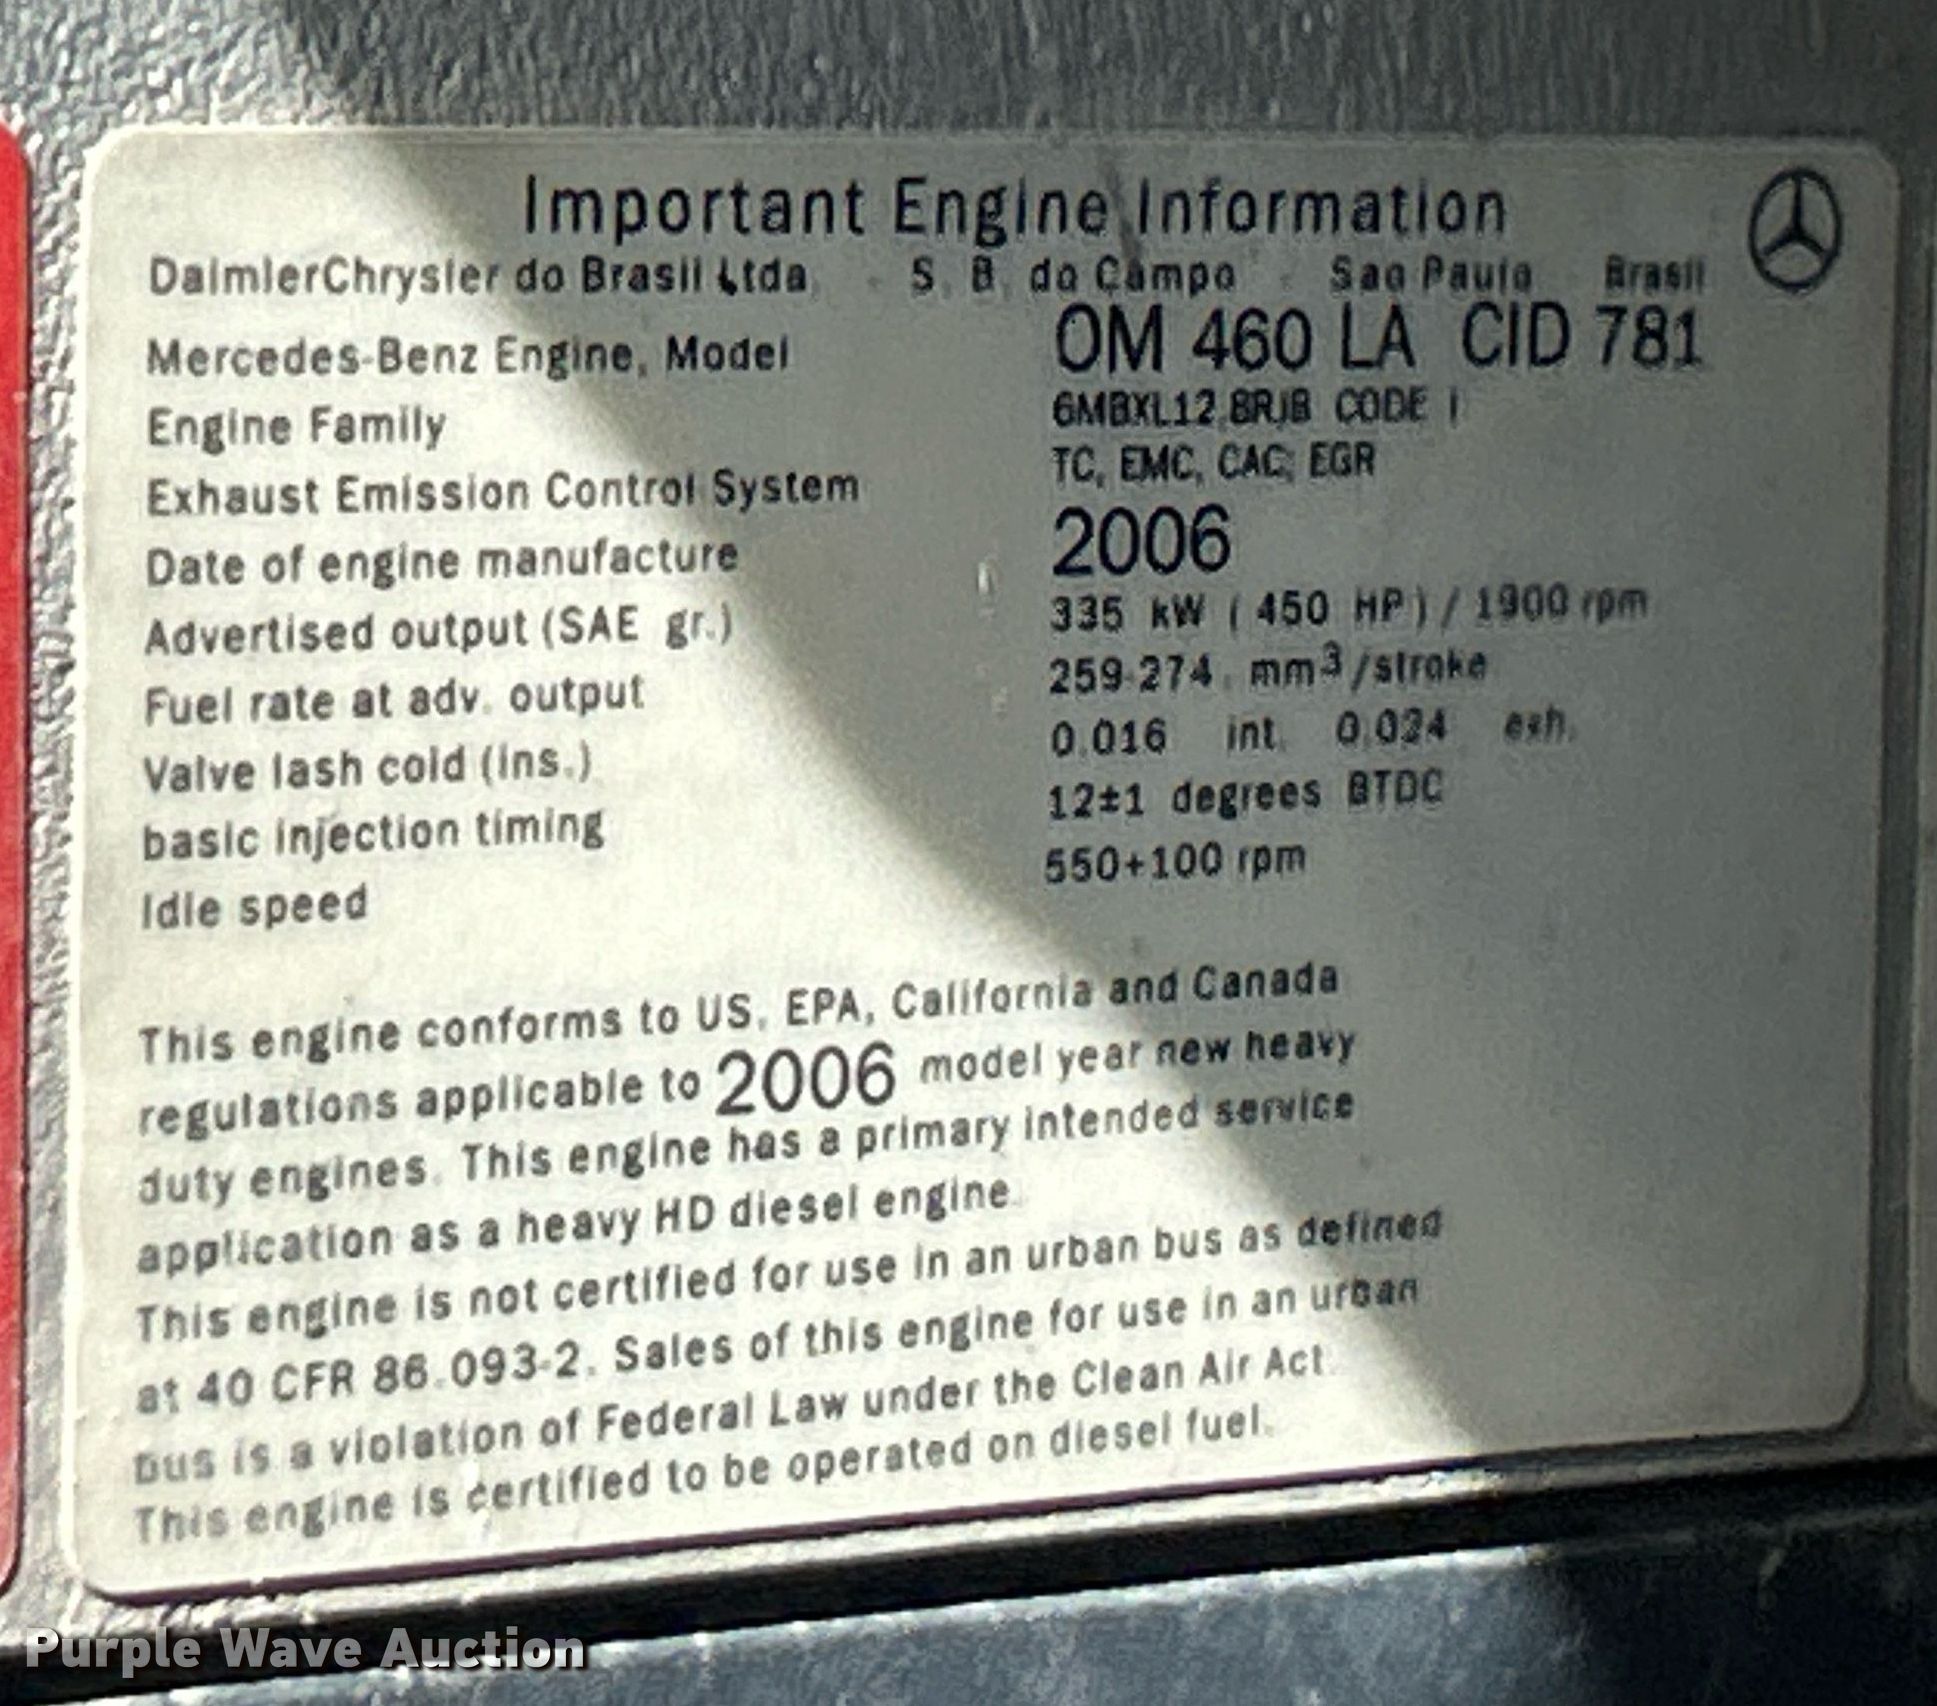 Important Engine Information
DaimlerChrysler do Brasil Ltda. - S. B. do Campo - Sao Paulo Brasil
Mercedes-Benz Engine, Model OM 460 LA CID 781
Engine Family 6MBXL12.8RJB CODE I
Exhaust Emission Control System TC, EMC, CAC, EGR
Date of engine manufacture 2006
Advertised output (SAE gr.) 335 kW ( 450 HP ) / 1900 rpm
Fuel rate at adv. output 259-274 mm³/stroke
Valve lash cold (ins.) 0.016 int. 0.024 exh.
basic injection timing 12±1 degrees BTDC
Idle speed 550+100 rpm
This engine conforms to US, EPA, California and Canada
regulations applicable to 2006 model year new heavy
duty engines. This engine has a primary intended service
application as a heavy HD diesel engine.
This engine is not certified for use in an urban bus as defined
at 40 CFR 86.093-2. Sales of this engine for use in an urban
bus is a violation of Federal Law under the Clean Air Act.
This engine is certified to be operated on diesel fuel.
Purple Wave Auction